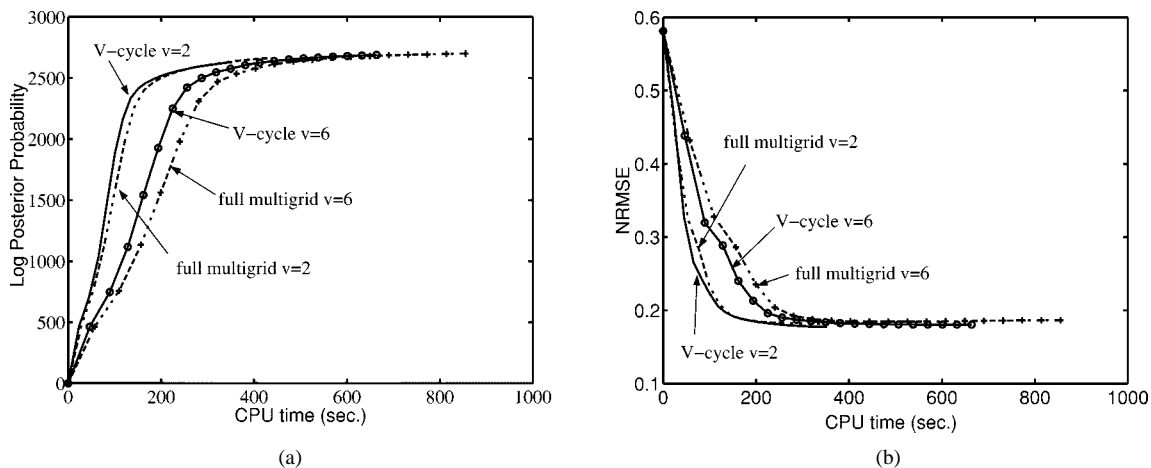 3000
2500
2000
1500
1000
500
0
Log Posterior Probability
V-cycle v=2
V-cycle v=6
full multigrid v=6
full multigrid v=2
0 200 400 600 800 1000
CPU time (sec.)
(a)
0.6
0.5
0.4
0.3
0.2
0.1
NRMSE
full multigrid v=2
V-cycle v=6
full multigrid v=6
V-cycle v=2
0 200 400 600 800 1000
CPU time (sec.)
(b)